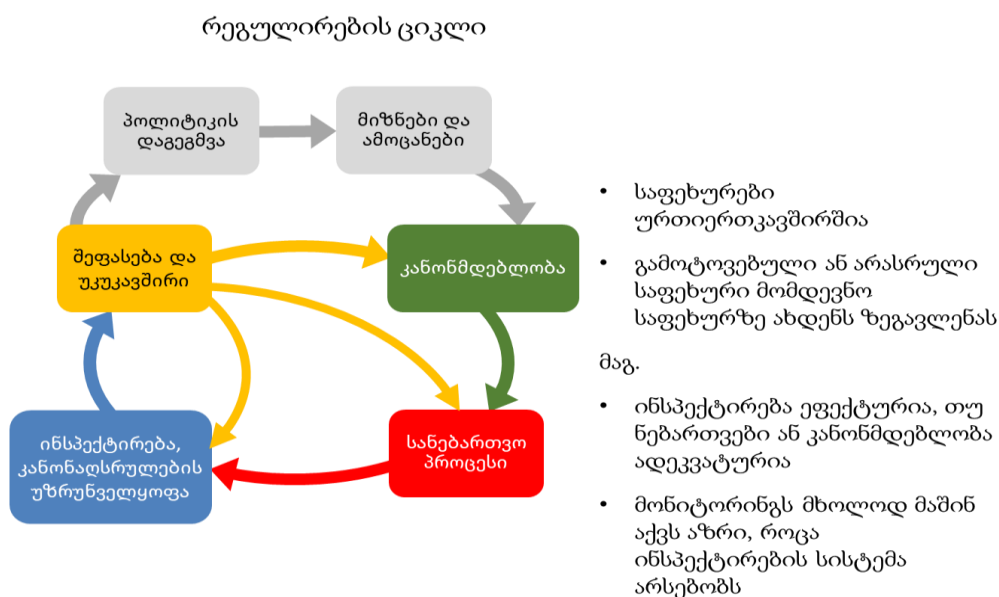 რეგულირების ციკლი
პოლიტიკის
დაგეგმვა
მიზნები და
ამოცანები
შეფასება და
უკუკავშირი
კანონმდებლობა
ინსპექტირება,
კანონაღსრულების
უზრუნველყოფა
სანებართვო
პროცესი
• საფეხურები
ურთიერთკავშირშია
• გამოტოვებული ან არასრული
საფეხური მომდევნო
საფეხურზე ახდენს ზეგავლენას
მაგ.
• ინსპექტირება ეფექტურია, თუ
ნებართვები ან კანონმდებლობა
ადეკვატურია
• მონიტორინგს მხოლოდ მაშინ
აქვს აზრი, როცა
ინსპექტირების სისტემა
არსებობს